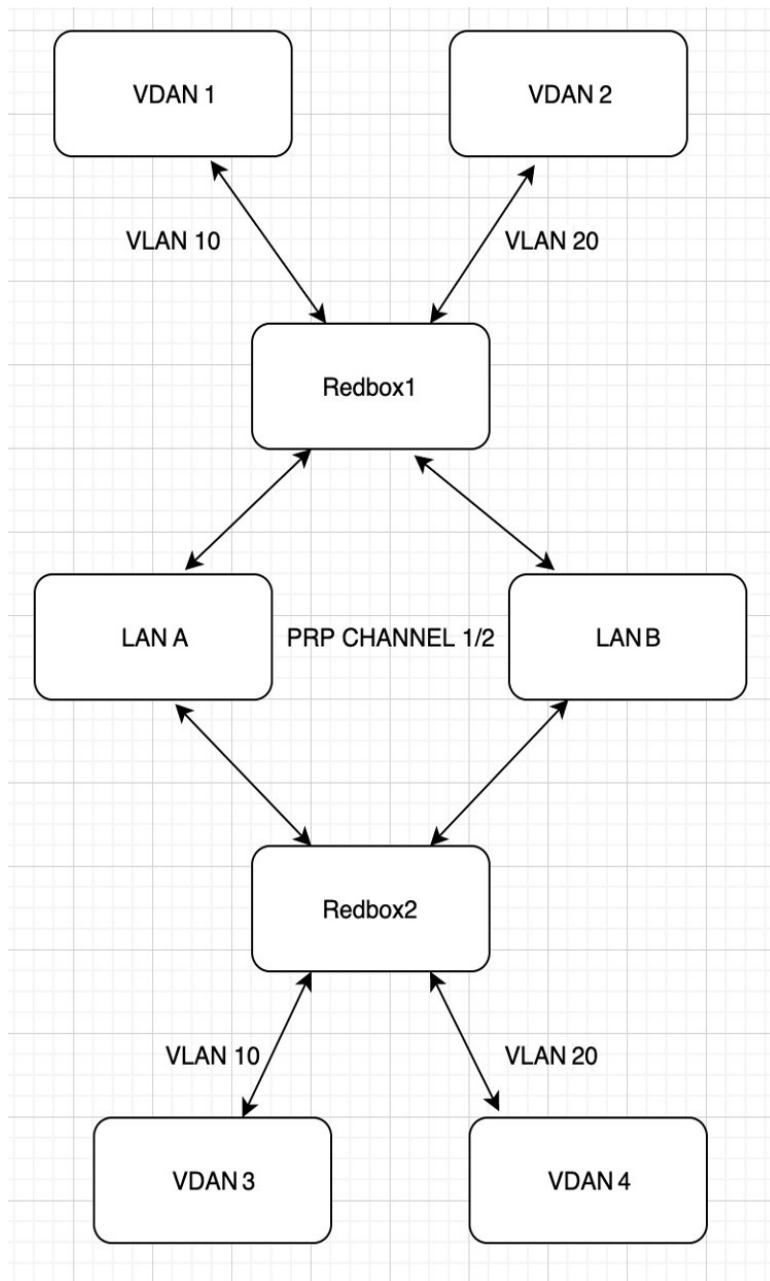 VDAN 1
VDAN 2
VLAN 10
VLAN 20
Redbox1
LAN A
PRP CHANNEL 1/2
LAN B
Redbox2
VLAN 10
VLAN 20
VDAN 3
VDAN 4